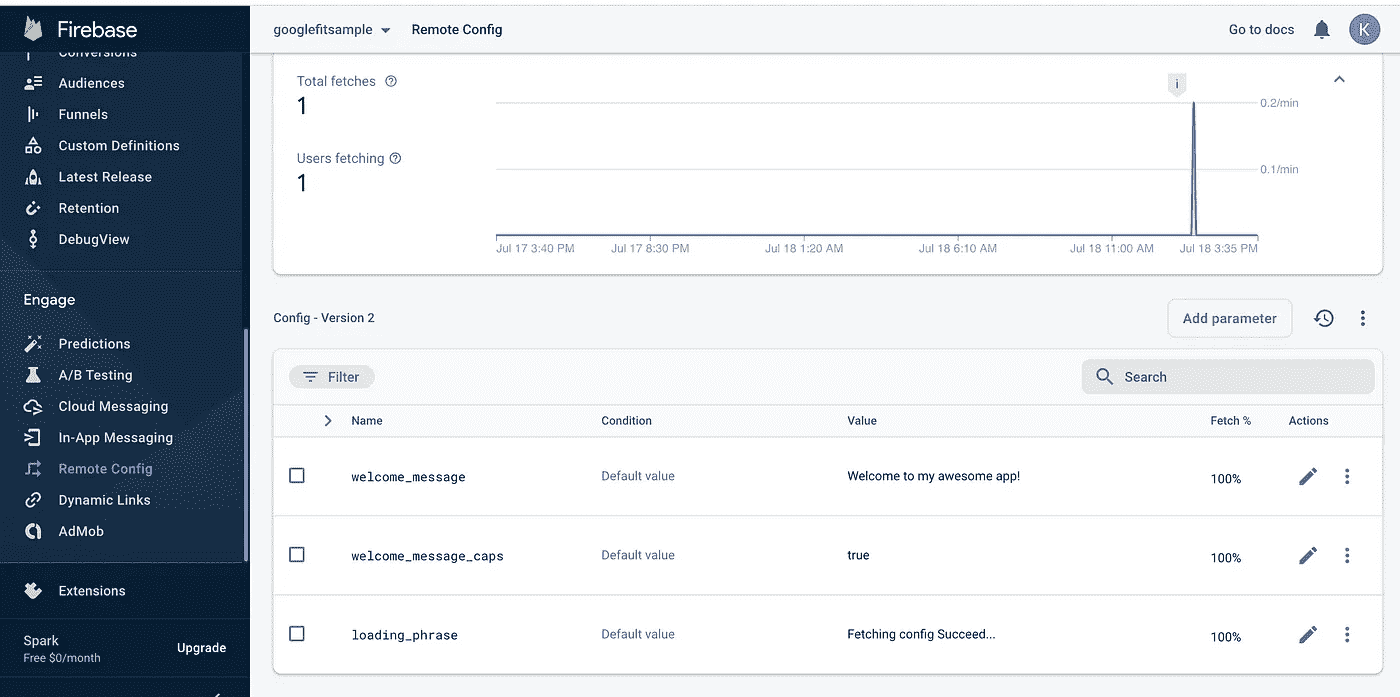 Firebase
Conversions
Audiences
Funnels
Custom Definitions
Latest Release
Retention
DebugView
Engage
Predictions
A/B Testing
Cloud Messaging
In-App Messaging
Remote Config
Dynamic Links
AdMob
Extensions
Spark
Free $0/month
Upgrade
googlefitsample Remote Config Go to docs K
Total fetches
1
Users fetching
1
i
0.2/min
0.1/min
Jul 17 3:40 PM Jul 17 8:30 PM Jul 18 1:20 AM Jul 18 6:10 AM Jul 18 11:00 AM Jul 18 3:35 PM
Config - Version 2 Add parameter
Filter Search
Name Condition Value Fetch % Actions
welcome_message Default value Welcome to my awesome app! 100%
welcome_message_caps Default value true 100%
loading_phrase Default value Fetching config Succeed... 100%